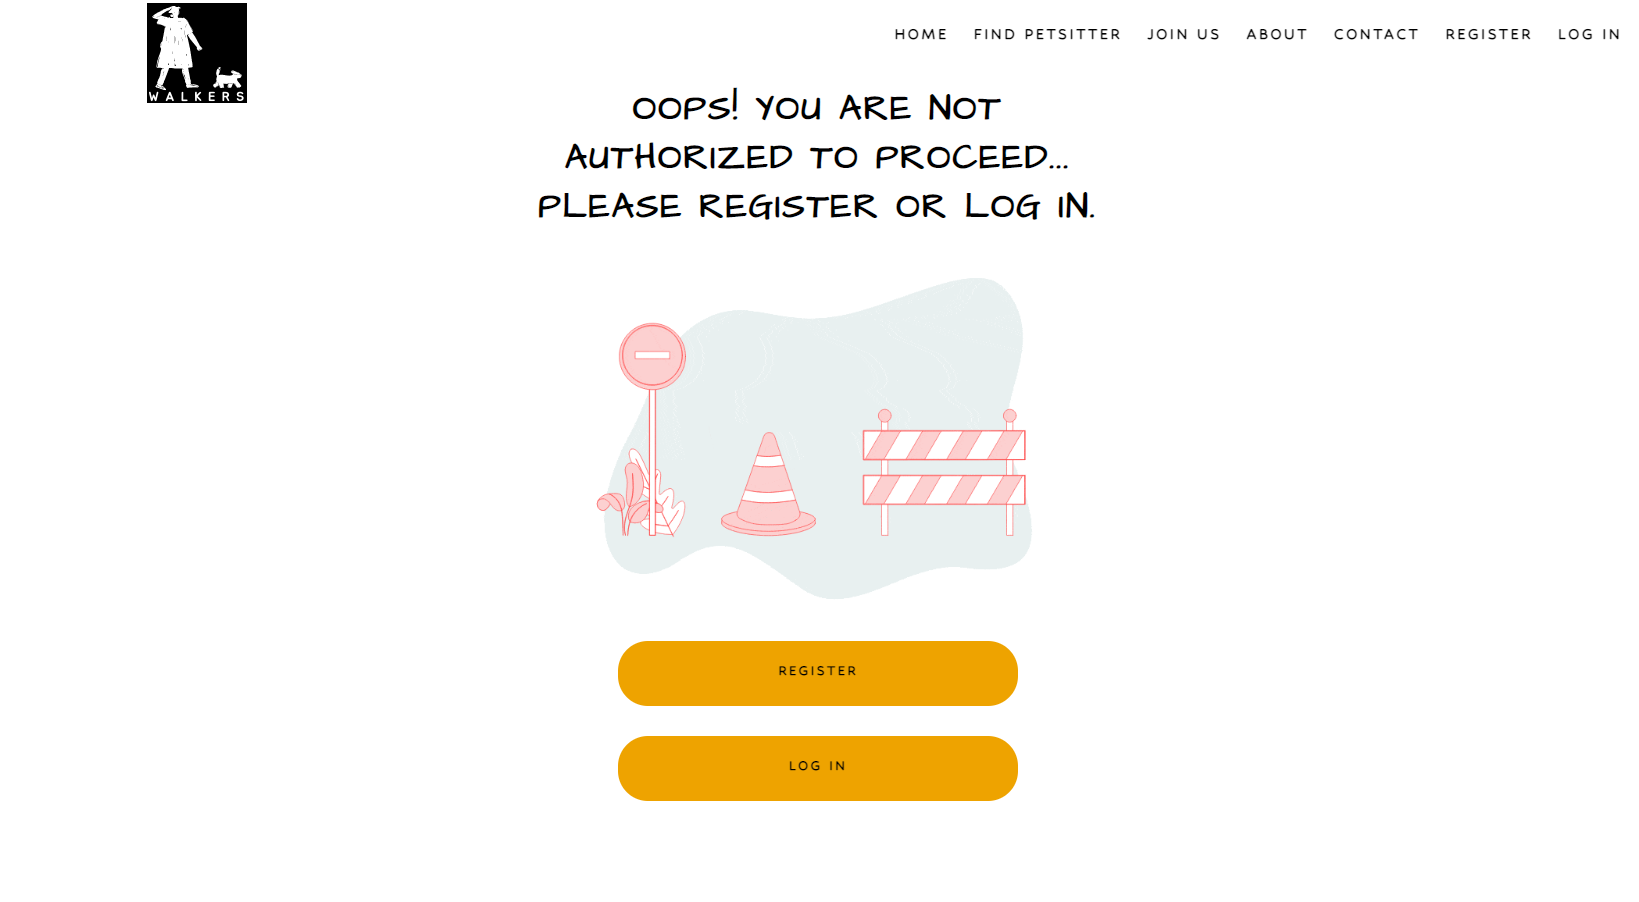 WALKERS
HOME FIND PETSITTER JOIN US ABOUT CONTACT REGISTER LOG IN
OOPS! YOU ARE NOT
AUTHORIZED TO PROCEED...
PLEASE REGISTER OR LOG IN.
REGISTER
LOG IN